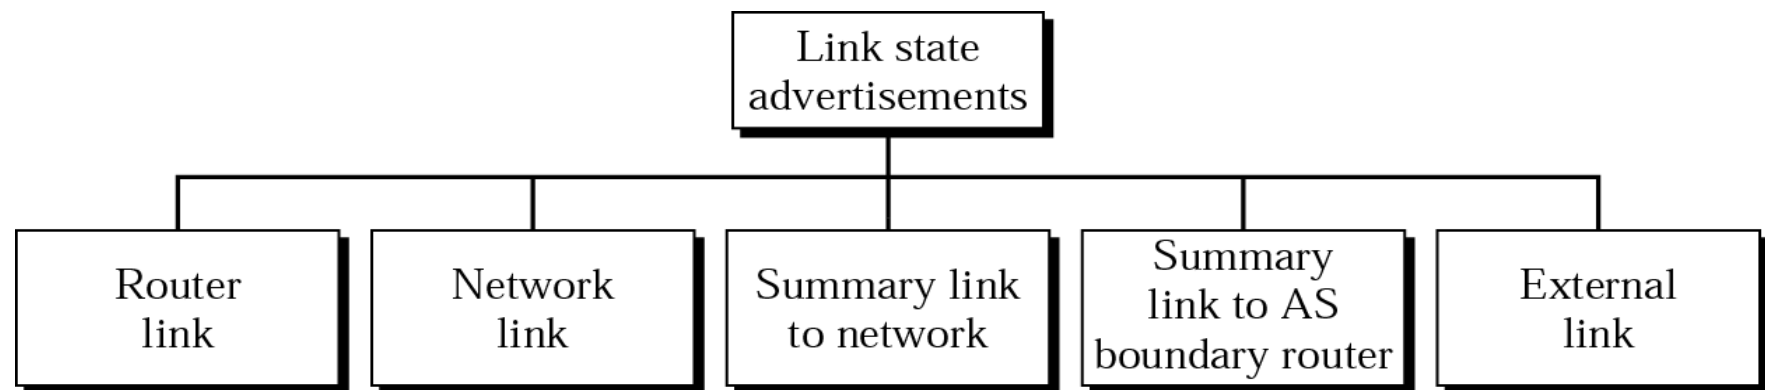 Link state
advertisements
Router
link
Network
link
Summary link
to network
Summary
link to AS
boundary router
External
link